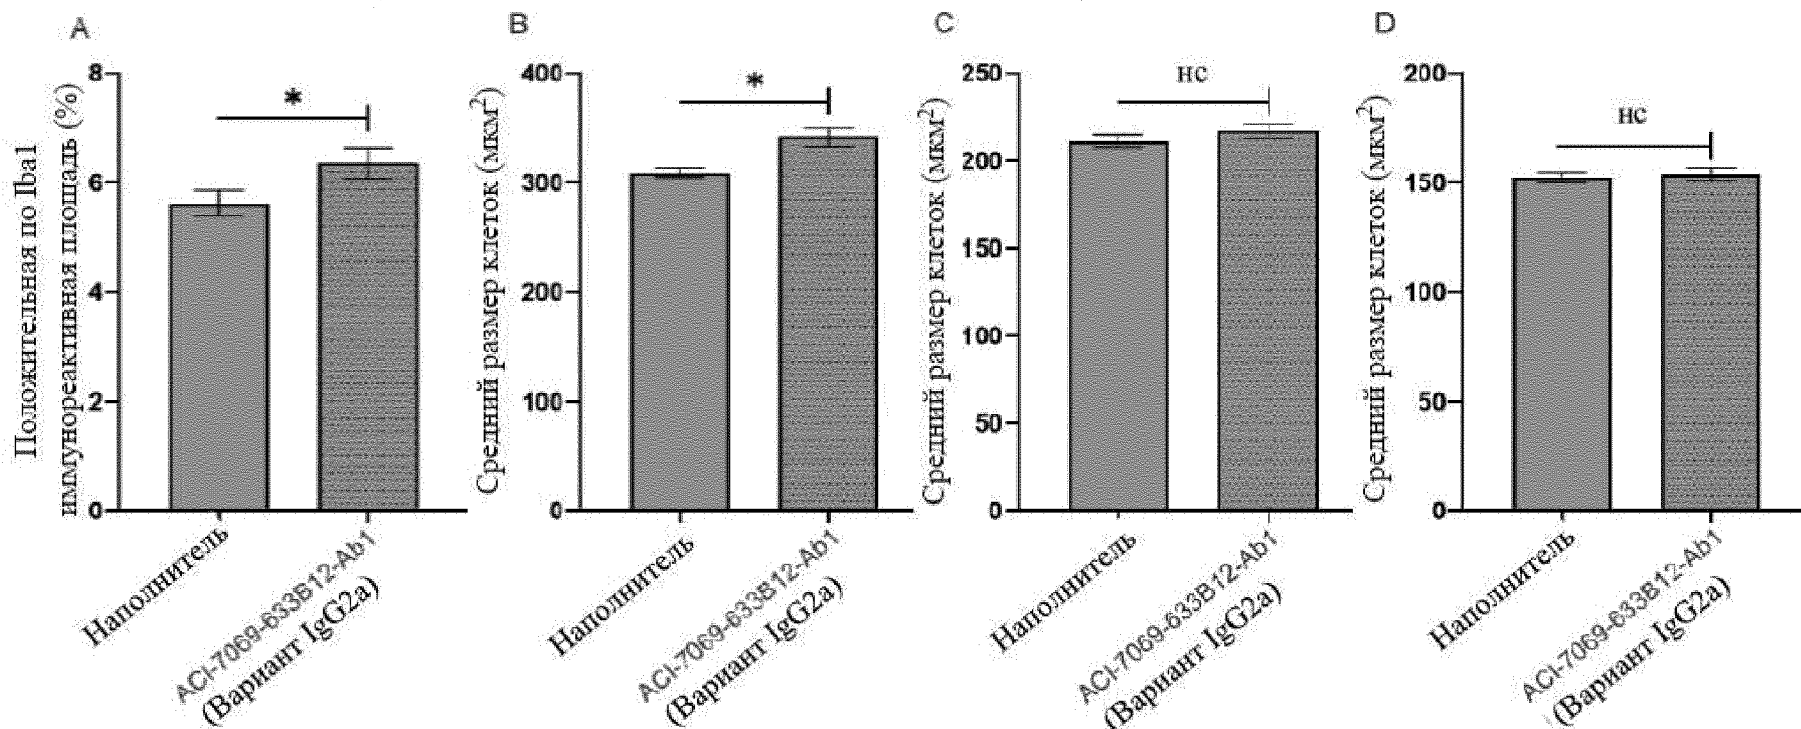 A
Положительная по Iba1
иммунореактивная площадь (%)
8
6
4
2
0
*
Наполнитель
ACI-7069-633B12-Ab1
(Вариант IgG2a)
B
Средний размер клеток (мкм²)
400
300
200
100
0
*
Наполнитель
ACI-7069-633B12-Ab1
(Вариант IgG2a)
C
Средний размер клеток (мкм²)
250
200
150
100
50
0
нс
Наполнитель
ACI-7069-633B12-Ab1
(Вариант IgG2a)
D
Средний размер клеток (мкм²)
200
150
100
50
0
нс
Наполнитель
ACI-7069-633B12-Ab1
(Вариант IgG2a)